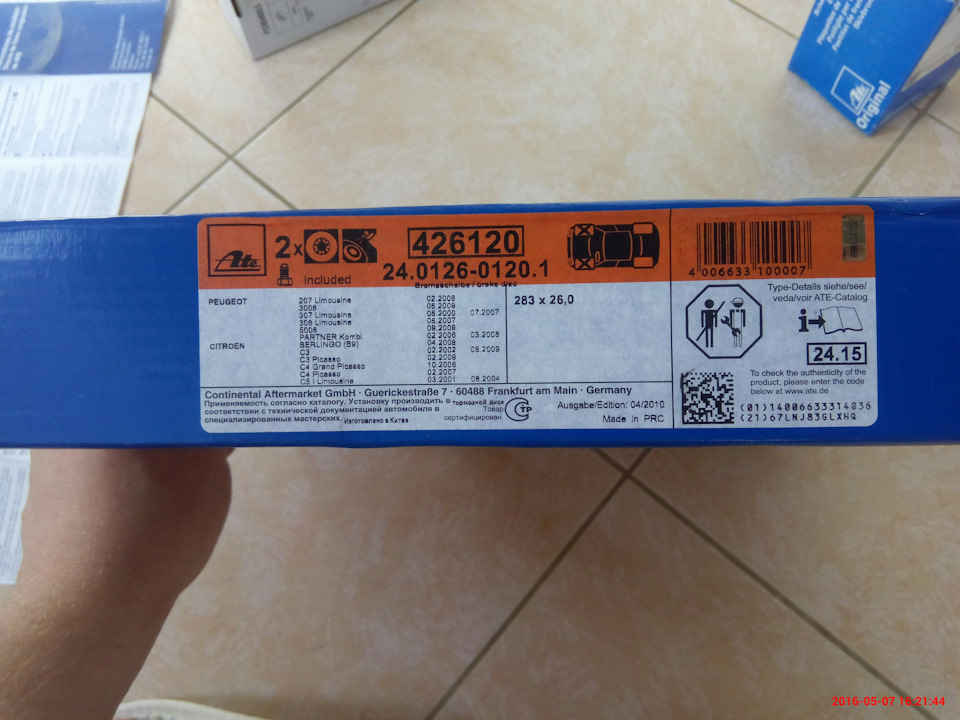 Ate
Original
Ate
2x
included
426120
24.0126-0120.1
Bremsscheibe / brake disc
4 006633 100007
PEUGEOT
207 Limousine 02.2006
3008 06.2009
307 Limousine 08.2000 07.2007
308 Limousine 09.2007
5008 09.2009
PARTNER Kombi 02.2006 03.2008
CITROEN
BERLINGO (B9) 04.2008
C3 02.2002 08.2009
C3 Picasso 02.2009
C4 Grand Picasso 10.2006
C4 Picasso 02.2007
C5 I Limousine 03.2001 08.2004
283 x 26,0
Type-Details siehe/see/
veda/voir ATE-Catalog
i
24.15
To check the authenticity of the
product, please enter the code
below at www.ate.de
(01)14006633314036
(21)67LNJ83GLXHQ
Continental Aftermarket GmbH · Guerickestraße 7 · 60488 Frankfurt am Main · Germany
Применяемость согласно каталогу. Установку производить в
соответствии с технической документацией автомобиля в
специализированных мастерских.
Изготовлено в Китае
тормозной диск
Товар
сертифицирован.
Ausgabe/Edition: 04/2010
Made in PRC
2016-05-07 16:21:44